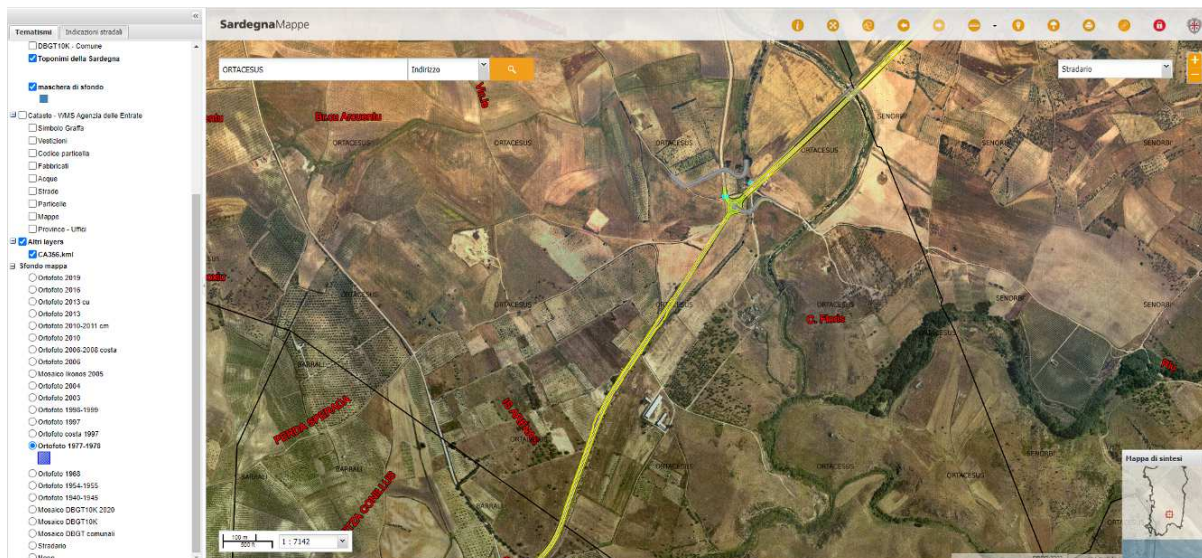 SardegnaMappe
Tematismi
Indicazioni stradali
DBGT10K - Comune
Toponimi della Sardegna
maschera di sfondo
Catasto - WMS Agenzia delle Entrate
Simbolo Graffa
Vestizioni
Codice particella
Fabbricati
Acque
Strade
Particelle
Mappe
Province - Uffici
Altri layers
CA356.kml
Sfondo mappa
Ortofoto 2019
Ortofoto 2016
Ortofoto 2013 cu
Ortofoto 2013
Ortofoto 2010-2011 cm
Ortofoto 2010
Ortofoto 2006-2008 costa
Ortofoto 2006
Mosaico Ikonos 2005
Ortofoto 2004
Ortofoto 2003
Ortofoto 1998-1999
Ortofoto 1997
Ortofoto costa 1997
Ortofoto 1977-1978
Ortofoto 1968
Ortofoto 1954-1955
Ortofoto 1940-1945
Mosaico DBGT10K 2020
Mosaico DBGT10K
Mosaico DBGT comunali
Stradario
ORTACESUS
Indirizzo
Stradario
SENORBI
SENORBI
ORTACESUS
ORTACESUS
ORTACESUS
ORTACESUS
ORTACESUS
ORTACESUS
ORTACESUS
SENORBI
SENORBI
C. Floris
Riu
BARRALI
PERDA SPERADA
BARRALI
BARRALI
SENORBI
SENORBI
100 m
500 ft
1 : 7142
Mappa di sintesi